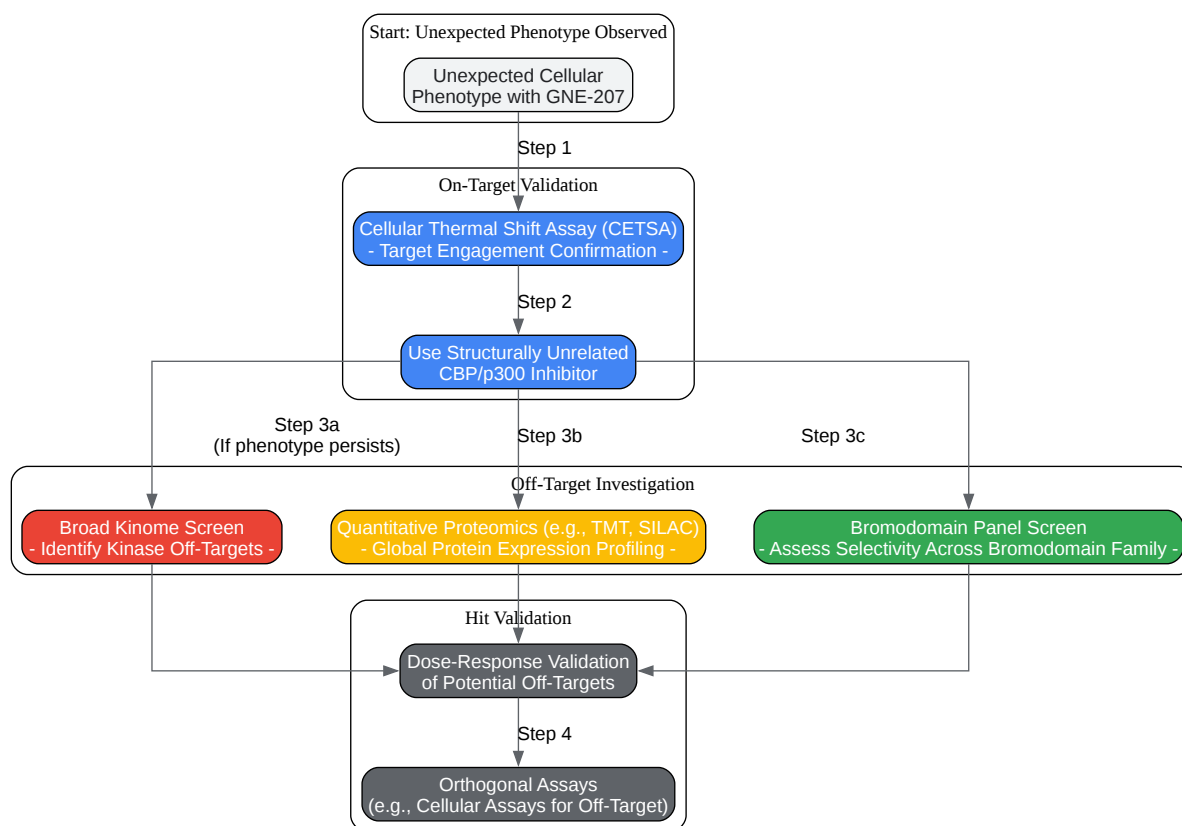 Start: Unexpected Phenotype Observed
Unexpected Cellular
Phenotype with GNE-207
Step 1
On-Target Validation
Cellular Thermal Shift Assay (CETSA)
- Target Engagement Confirmation -
Step 2
Use Structurally Unrelated
CBP/p300 Inhibitor
Step 3a
(If phenotype persists)
Step 3b
Step 3c
Off-Target Investigation
Broad Kinome Screen
- Identify Kinase Off-Targets -
Quantitative Proteomics (e.g., TMT, SILAC)
- Global Protein Expression Profiling -
Bromodomain Panel Screen
- Assess Selectivity Across Bromodomain Family -
Hit Validation
Dose-Response Validation
of Potential Off-Targets
Step 4
Orthogonal Assays
(e.g., Cellular Assays for Off-Target)